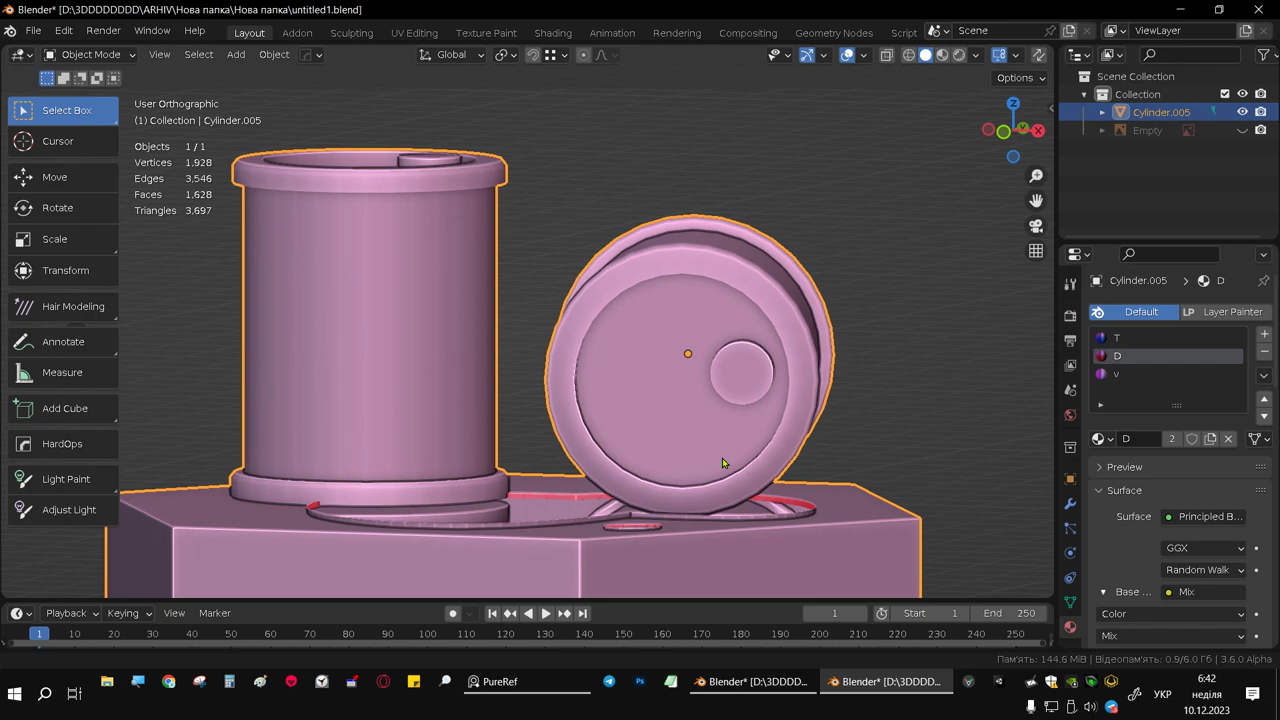 Blender* [D:\3DDDDDDDD\ARHIV\Нова папка\Нова папка\untitled1.blend]
File Edit Render Window Help Layout Addon Sculpting UV Editing Texture Paint Shading Animation Rendering Compositing Geometry Nodes Script Scene ViewLayer
Object Mode View Select Add Object Global
Options
Select Box
Cursor
Move
Rotate
Scale
Transform
Hair Modeling
Annotate
Measure
Add Cube
HardOps
Light Paint
Adjust Light
User Orthographic
(1) Collection | Cylinder.005
Objects 1 / 1
Vertices 1,928
Edges 3,546
Faces 1,628
Triangles 3,697
Z
X
Y
Scene Collection
Collection
Cylinder.005
Empty
Cylinder.005 D
Default LP Layer Painter
T
D
v
D 2
Preview
Surface
Surface Principled B...
GGX
Random Walk
Base ... Mix
Color
Mix
Playback Keying View Marker 1 Start 1 End 250
1 10 20 30 40 50 60 70 80 90 100 110 120 130 140 150 160 170 180 190 200 210 220 230 240 250
Пам'ять: 144.6 MiB | Відеопам'ять: 0.9/6.0 Гб | 3.6.0 Alpha
PureRef Blender* [D:\3DDDD... Blender* [D:\3DDDD... УКР
6:42
неділя
10.12.2023